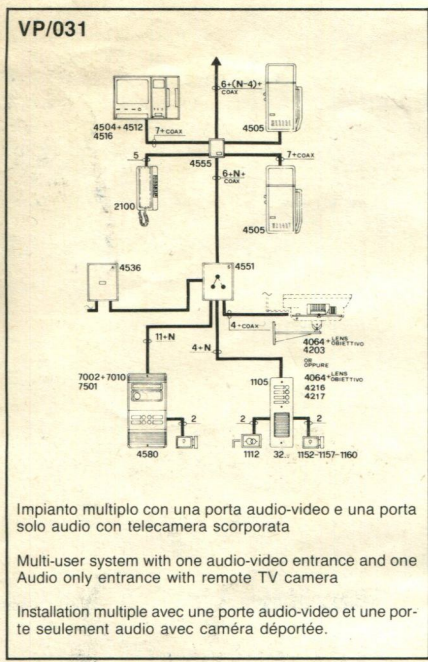 VP/031
6+(N-4)+
COAX
4504+4512
4516
7+COAX
4505
5
4555
7+COAX
2100
6+N+
COAX
4505
4536
4551
4+COAX
11+N
4+N
4064+LENS
OBIETTIVO
4203
OR
OPPURE
4064+LENS
OBIETTIVO
4216
4217
7002+7010
7501
1105
2
2
2
4580
1112
32..
1152-1157-1160
Impianto multiplo con una porta audio-video e una porta
solo audio con telecamera scorporata
Multi-user system with one audio-video entrance and one
Audio only entrance with remote TV camera
Installation multiple avec une porte audio-video et une por-
te seulement audio avec caméra déportée.